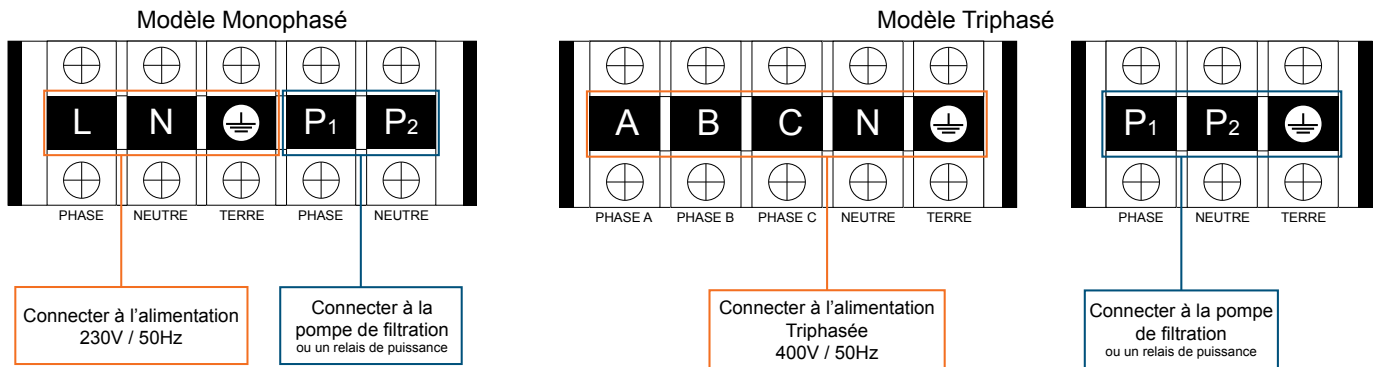 Modèle Monophasé
L N P1 P2
PHASE NEUTRE TERRE PHASE NEUTRE
Connecter à l'alimentation
230V / 50Hz
Connecter à la
pompe de filtration
ou un relais de puissance
Modèle Triphasé
A B C N
PHASE A PHASE B PHASE C NEUTRE TERRE
P1 P2
PHASE NEUTRE TERRE
Connecter à l'alimentation
Triphasée
400V / 50Hz
Connecter à la pompe
de filtration
ou un relais de puissance